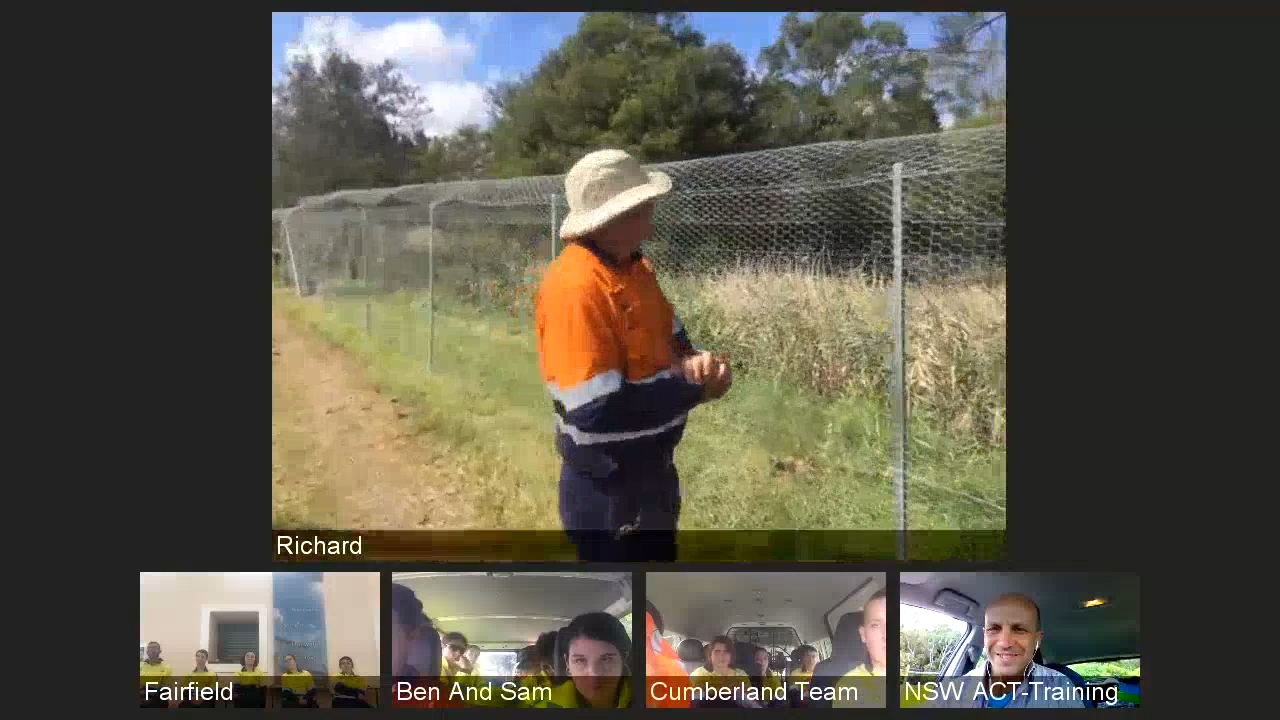 Richard
Fairfield
Ben And Sam
Cumberland Team
NSW ACT-Training